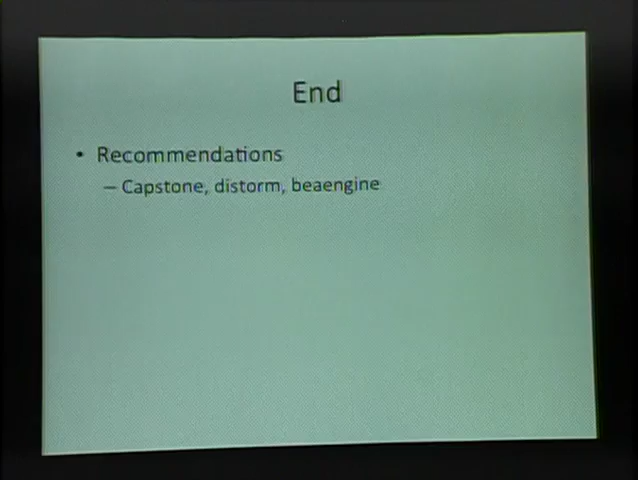 End
• Recommendations
– Capstone, distorm, beaengine